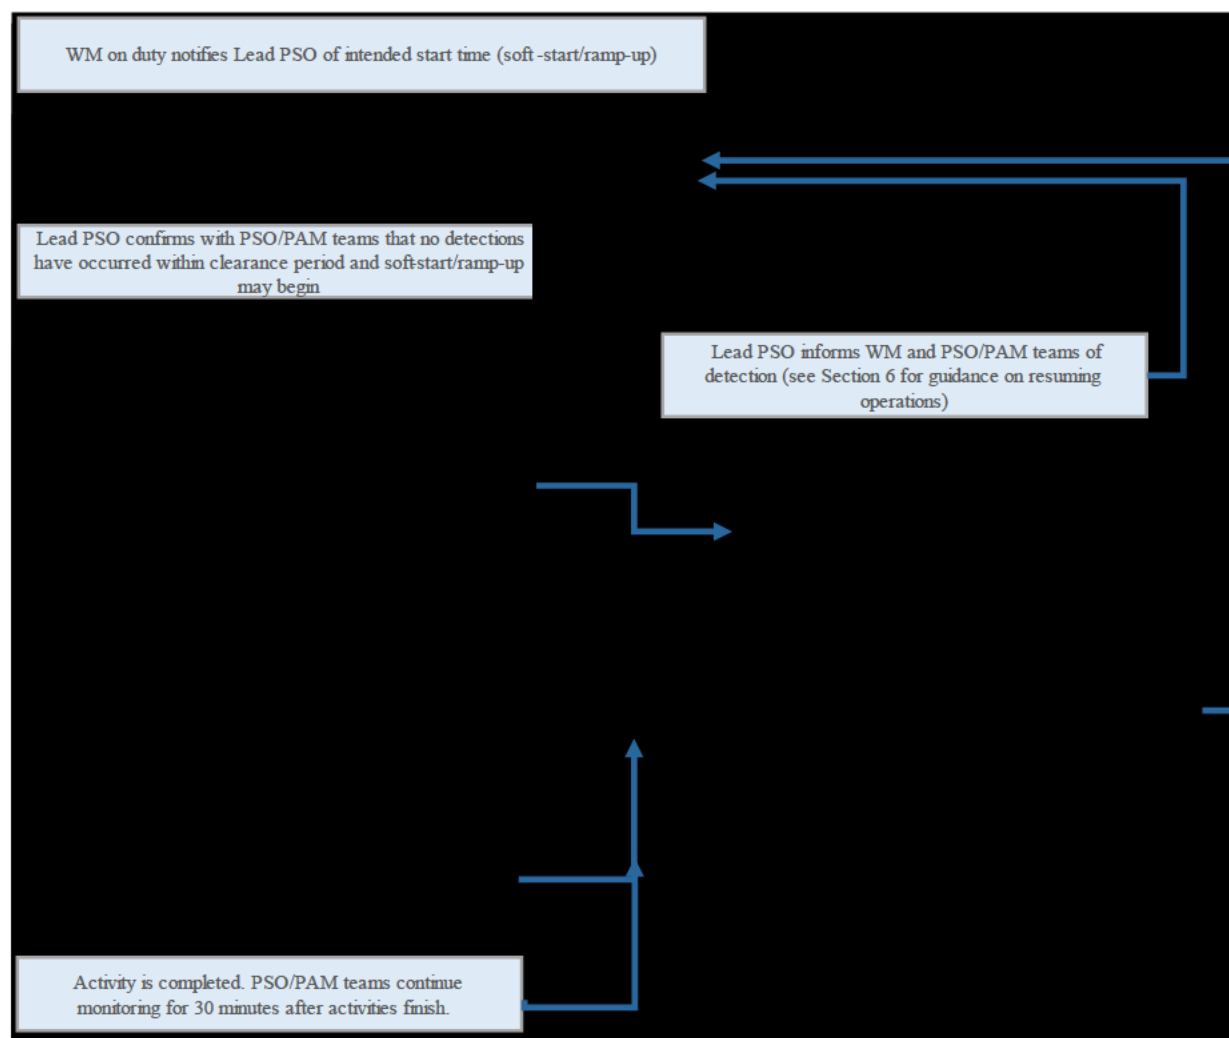 WM on duty notifies Lead PSO of intended start time (soft-start/ramp-up)
Lead PSO confirms with PSO/PAM teams that no detections
have occurred within clearance period and soft-start/ramp-up
may begin
Lead PSO informs WM and PSO/PAM teams of
detection (see Section 6 for guidance on resuming
operations)
Activity is completed. PSO/PAM teams continue
monitoring for 30 minutes after activities finish.